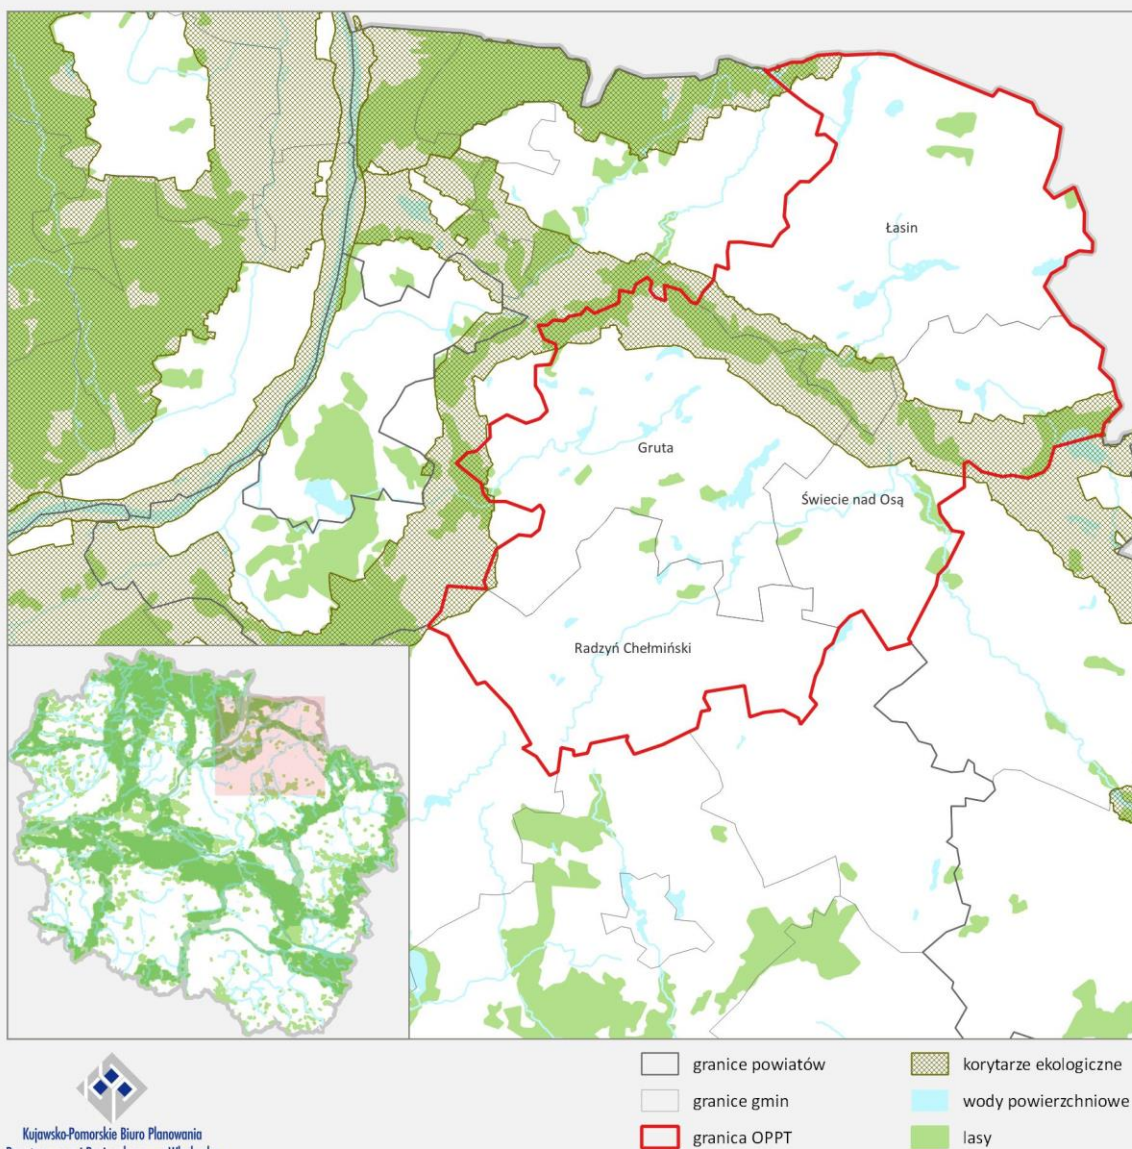 Łasin
Gruta
Świecie nad Osą
Radzyń Chełmiński
granice powiatów
granice gmin
granica OPPT
korytarze ekologiczne
wody powierzchniowe
lasy
Kujawsko-Pomorskie Biuro Planowania